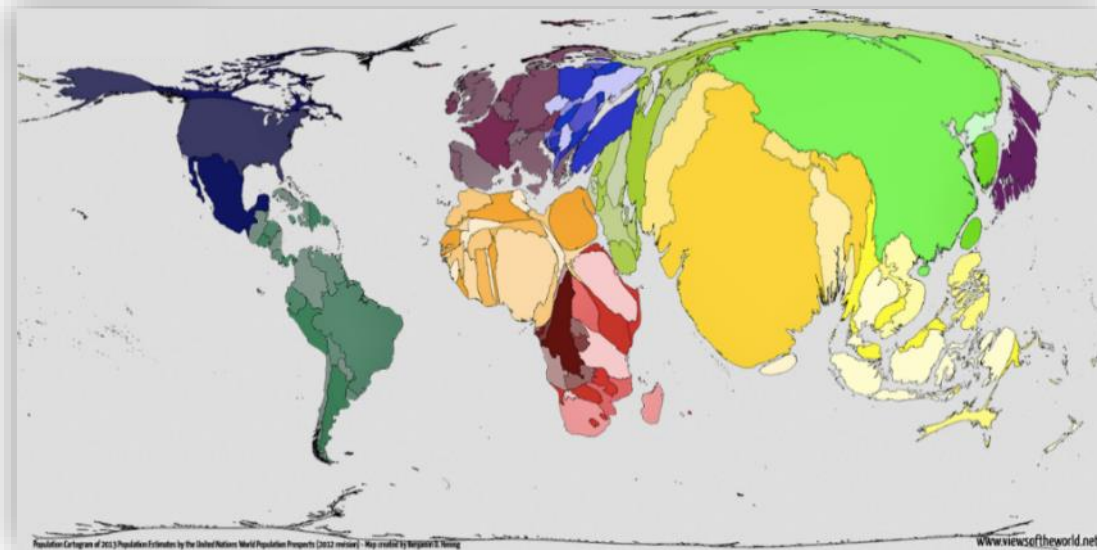 Population Cartogram of 2013 Population Estimates by the United Nations World Population Prospects (2012 revision) - Map created by Benjamin D. Hennig
www.viewsoftheworld.net